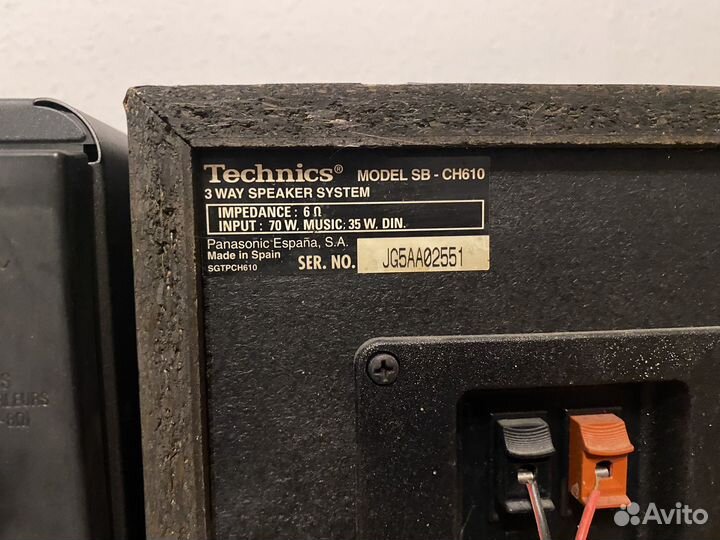 Technics® MODEL SB - CH610
3 WAY SPEAKER SYSTEM
IMPEDANCE : 6 Ω
INPUT : 70 W. MUSIC: 35 W. DIN.
Panasonic España, S.A.
Made in Spain
SGTPCH610
SER. NO. JG5AA02551
Avito